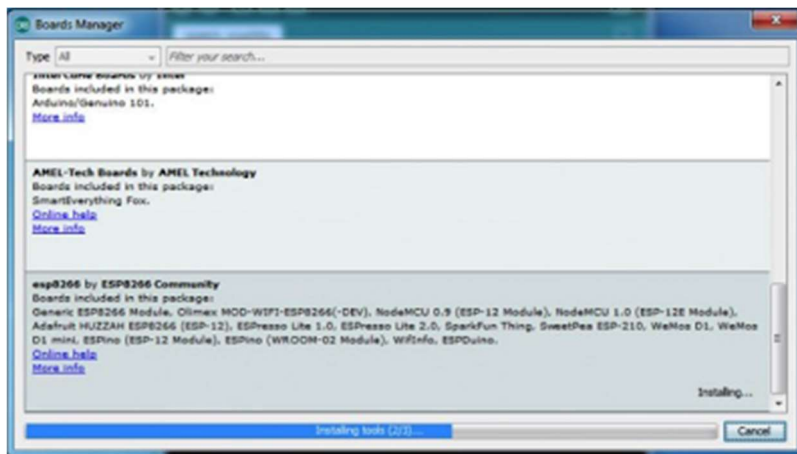 Boards Manager
Type All Filter your search...
Intel Curie Boards by Intel
Boards included in this package:
Arduino/Genuino 101.
More info
AMEL-Tech Boards by AMEL Technology
Boards included in this package:
SmartEverything Fox.
Online help
More info
esp8266 by ESP8266 Community
Boards included in this package:
Generic ESP8266 Module, Olimex MOD-WIFI-ESP8266(-DEV), NodeMCU 0.9 (ESP-12 Module), NodeMCU 1.0 (ESP-12E Module),
Adafruit HUZZAH ESP8266 (ESP-12), ESPresso Lite 1.0, ESPresso Lite 2.0, SparkFun Thing, SweetPea ESP-210, WeMos D1, WeMos
D1 mini, ESPino (ESP-12 Module), ESPino (WROOM-02 Module), WifInfo, ESPDuino.
Online help
More info
Installing...
Installing tools (2/3)...
Cancel